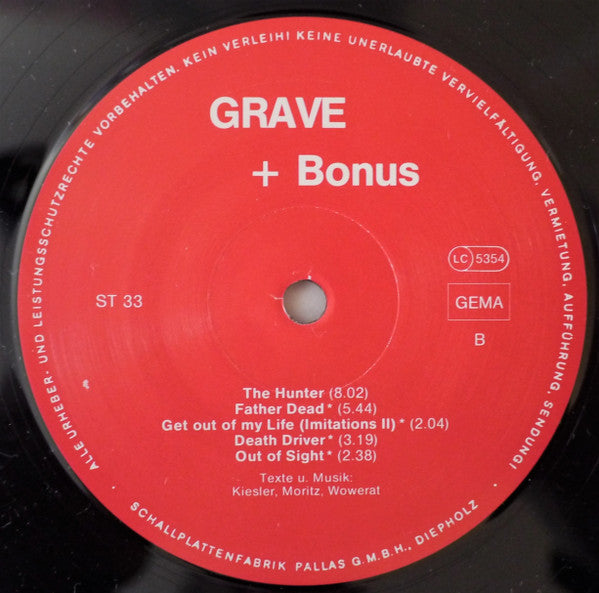 ALLE URHEBER- UND LEISTUNGSSCHUTZRECHTE VORBEHALTEN. KEIN VERLEIH! KEINE UNERLAUBTE VERVIELFÄLTIGUNG, VERMIETUNG, AUFFÜHRUNG, SENDUNG!
GRAVE
+ Bonus
LC 5354
ST 33
GEMA
B
The Hunter (8.02)
Father Dead* (5.44)
Get out of my Life (Imitations II)* (2.04)
Death Driver* (3.19)
Out of Sight* (2.38)
Texte u. Musik:
Kiesler, Moritz, Wowerat
• SCHALLPLATTENFABRIK PALLAS G.M.B.H., DIEPHOLZ •